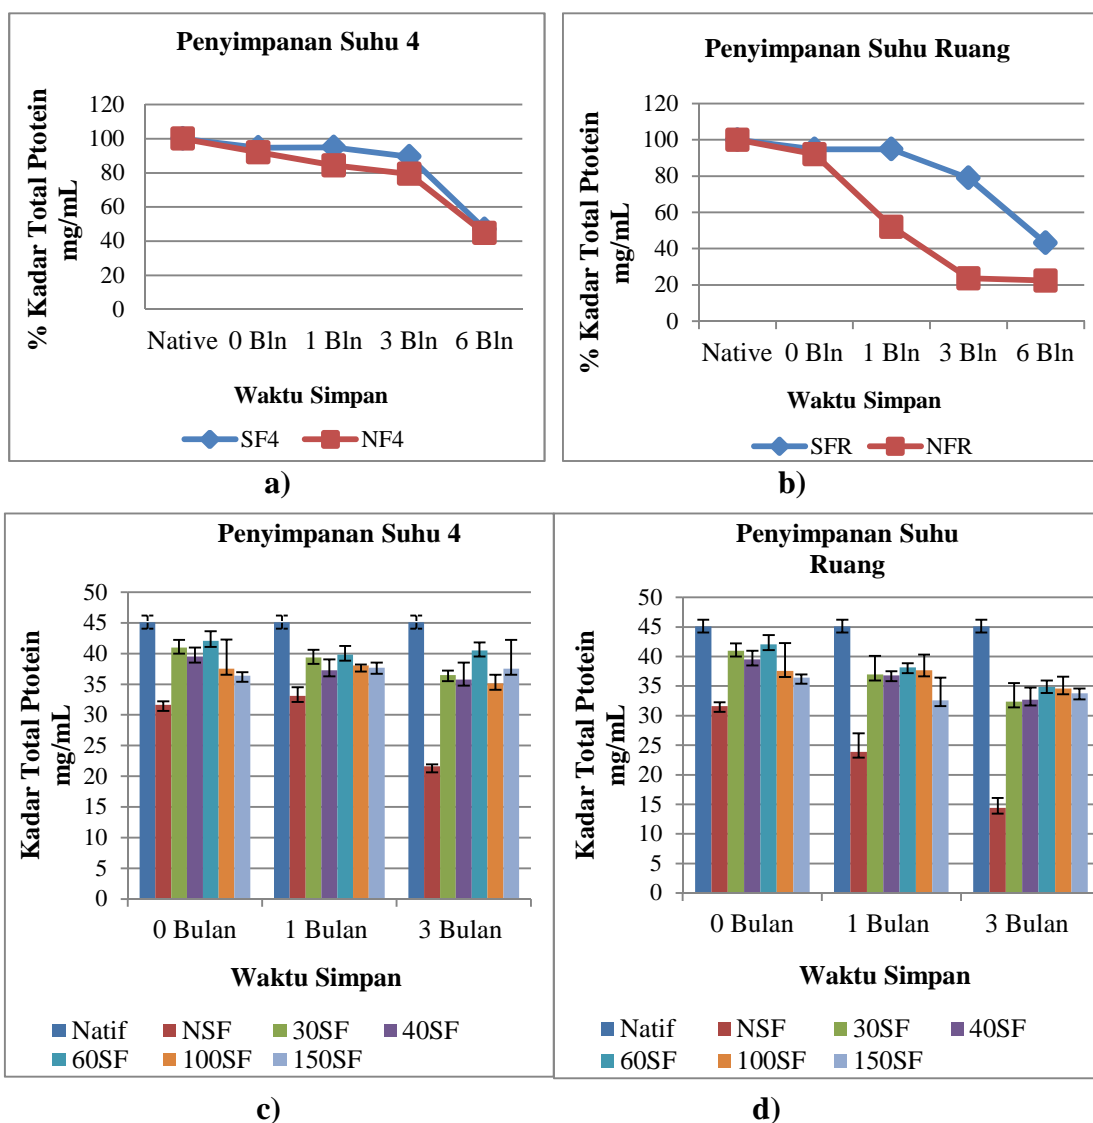 Penyimpanan Suhu 4
% Kadar Total Ptotein
mg/mL
120
100
80
60
40
20
0
Native 0 Bln 1 Bln 3 Bln 6 Bln
Waktu Simpan
SF4 NF4
a)
Penyimpanan Suhu Ruang
% Kadar Total Ptotein
mg/mL
120
100
80
60
40
20
0
Native 0 Bln 1 Bln 3 Bln 6 Bln
Waktu Simpan
SFR NFR
b)
Penyimpanan Suhu 4
Kadar Total Ptotein
mg/mL
50
45
40
35
30
25
20
15
10
5
0
0 Bulan 1 Bulan 3 Bulan
Waktu Simpan
Natif NSF 30SF 40SF
60SF 100SF 150SF
c)
Penyimpanan Suhu
Ruang
Kadar Total Ptotein
mg/mL
50
45
40
35
30
25
20
15
10
5
0
0 Bulan 1 Bulan 3 Bulan
Waktu Simpan
Natif NSF 30SF 40SF
60SF 100SF 150SF
d)